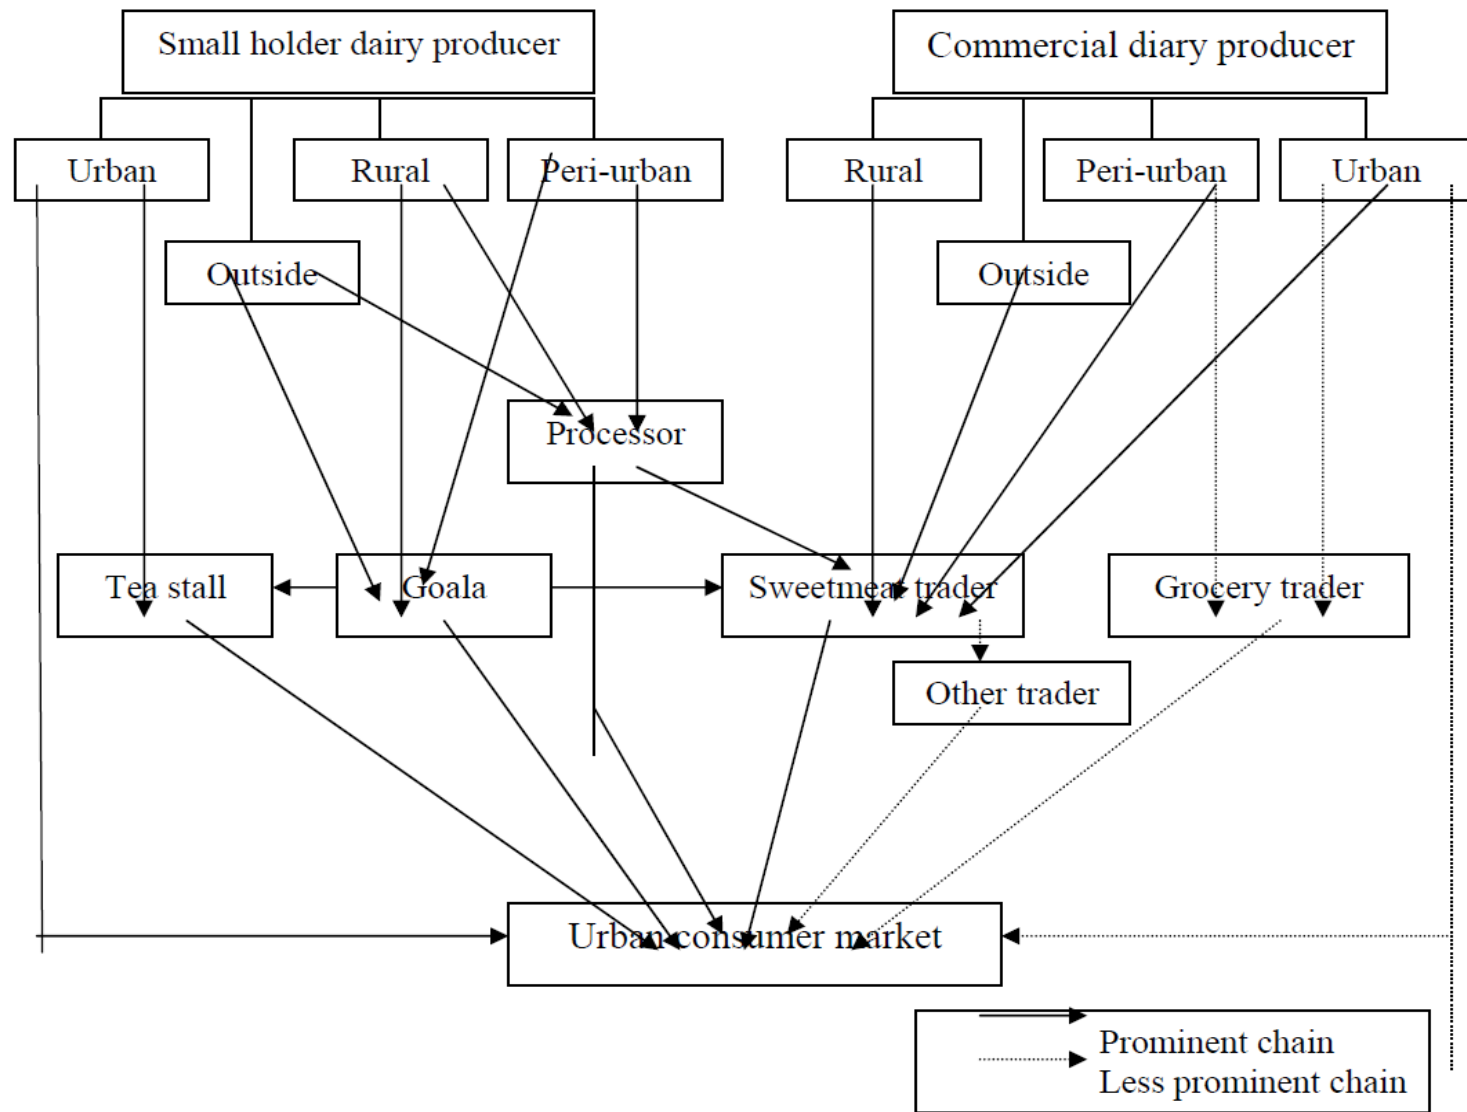 Small holder dairy producer
Commercial diary producer
Urban
Rural
Peri-urban
Rural
Peri-urban
Urban
Outside
Outside
Processor
Tea stall
Goala
Sweetmeat trader
Grocery trader
Other trader
Urban consumer market
Prominent chain
Less prominent chain